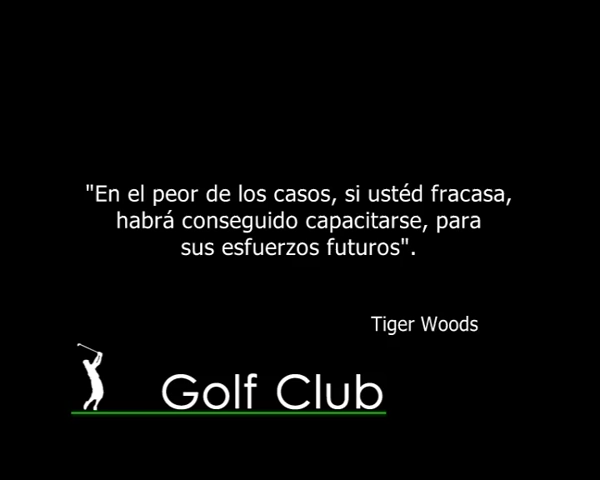 "En el peor de los casos, si ustéd fracasa,
habrá conseguido capacitarse, para
sus esfuerzos futuros".
Tiger Woods
Golf Club